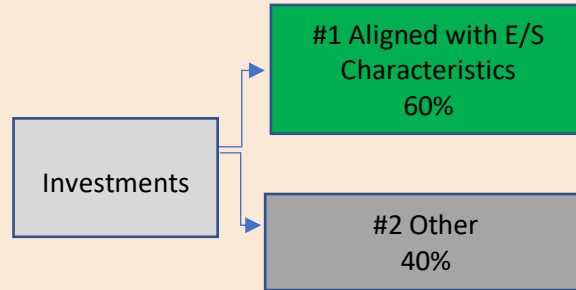 #1 Aligned with E/S
Characteristics
60%
Investments
#2 Other
40%